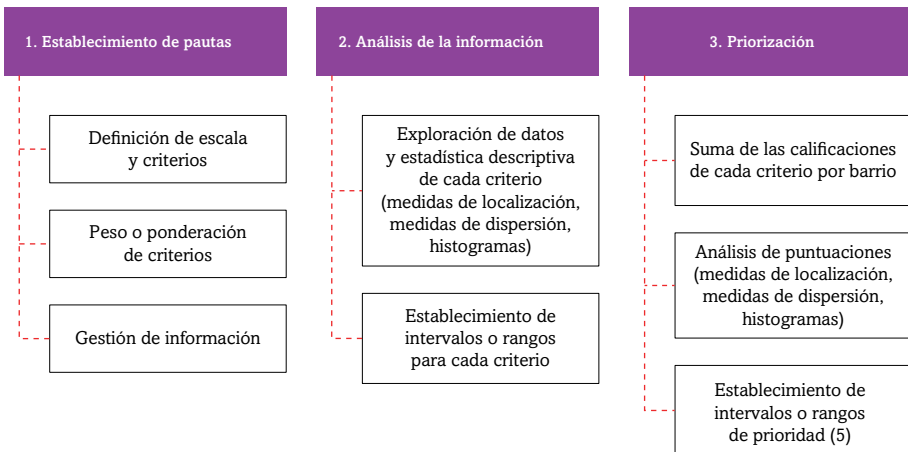 1. Establecimiento de pautas
Definición de escala
y criterios
Peso o ponderación
de criterios
Gestión de información
2. Análisis de la información
Exploración de datos
y estadística descriptiva
de cada criterio
(medidas de localización,
medidas de dispersión,
histogramas)
Establecimiento de
intervalos o rangos
para cada criterio
3. Priorización
Suma de las calificaciones
de cada criterio por barrio
Análisis de puntuaciones
(medidas de localización,
medidas de dispersión,
histogramas)
Establecimiento de
intervalos o rangos
de prioridad (5)